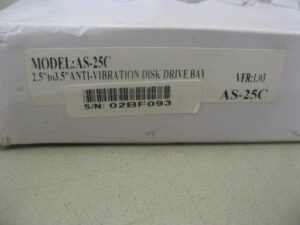 MODEL:AS-25C
2.5"to3.5"ANTI-VIBRATION DISK DRIVE BAY
VER:1.03
AS-25C
S/N: 02BF093